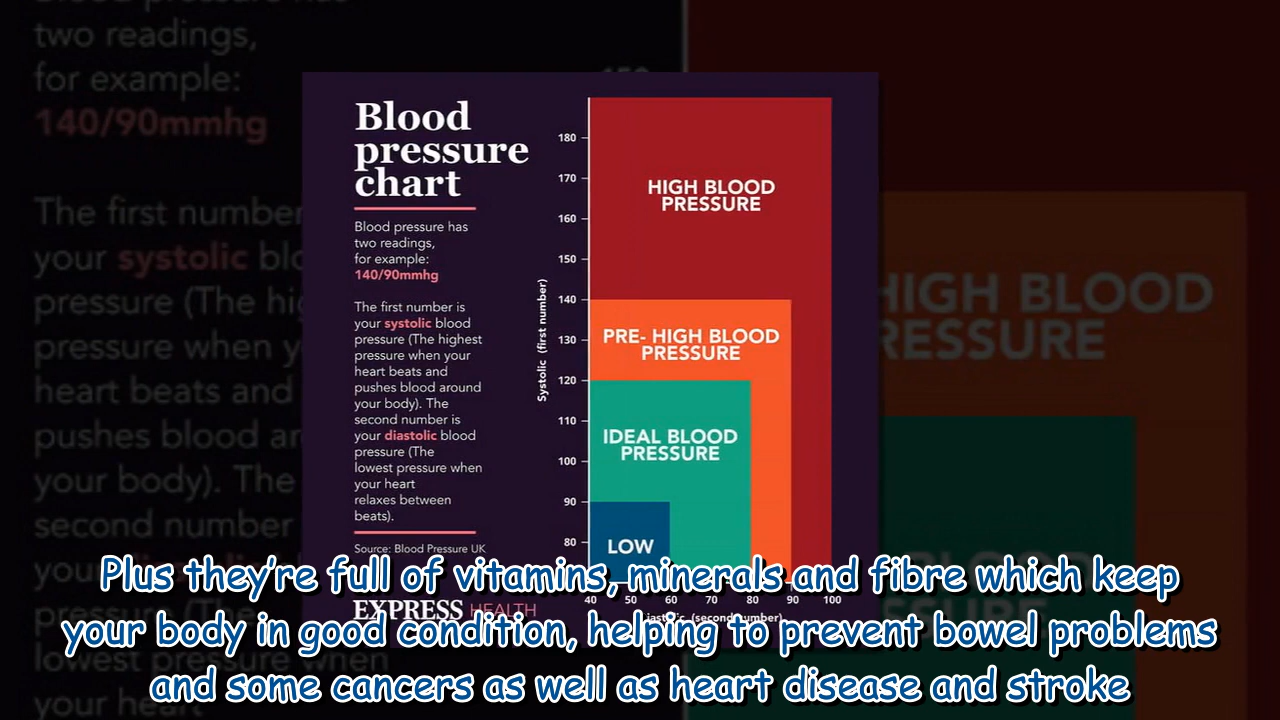 two readings,
for example:
140/90mmhg
The first number
your systolic
pressure
pressure when
heart beats and
pushes blood
your body). The
second number
lowest pressure when
your heart
HIGH BLOOD
PRESSURE
Blood
pressure
chart
Blood pressure has
two readings,
for example:
140/90mmhg
The first number is
your systolic blood
pressure (The highest
pressure when your
heart beats and
pushes blood around
your body). The
second number is
your diastolic blood
pressure (The
lowest pressure when
your heart
relaxes between
beats).
Source: Blood Pressure UK
EXPRESS HEALTH
Systolic (first number)
180
170
160
150
140
130
120
110
100
90
80
HIGH BLOOD
PRESSURE
PRE- HIGH BLOOD
PRESSURE
IDEAL BLOOD
PRESSURE
LOW
40 50 60 70 80 90 100
(second number)
Plus they're full of vitamins, minerals and fibre which keep
your body in good condition, helping to prevent bowel problems
and some cancers as well as heart disease and stroke